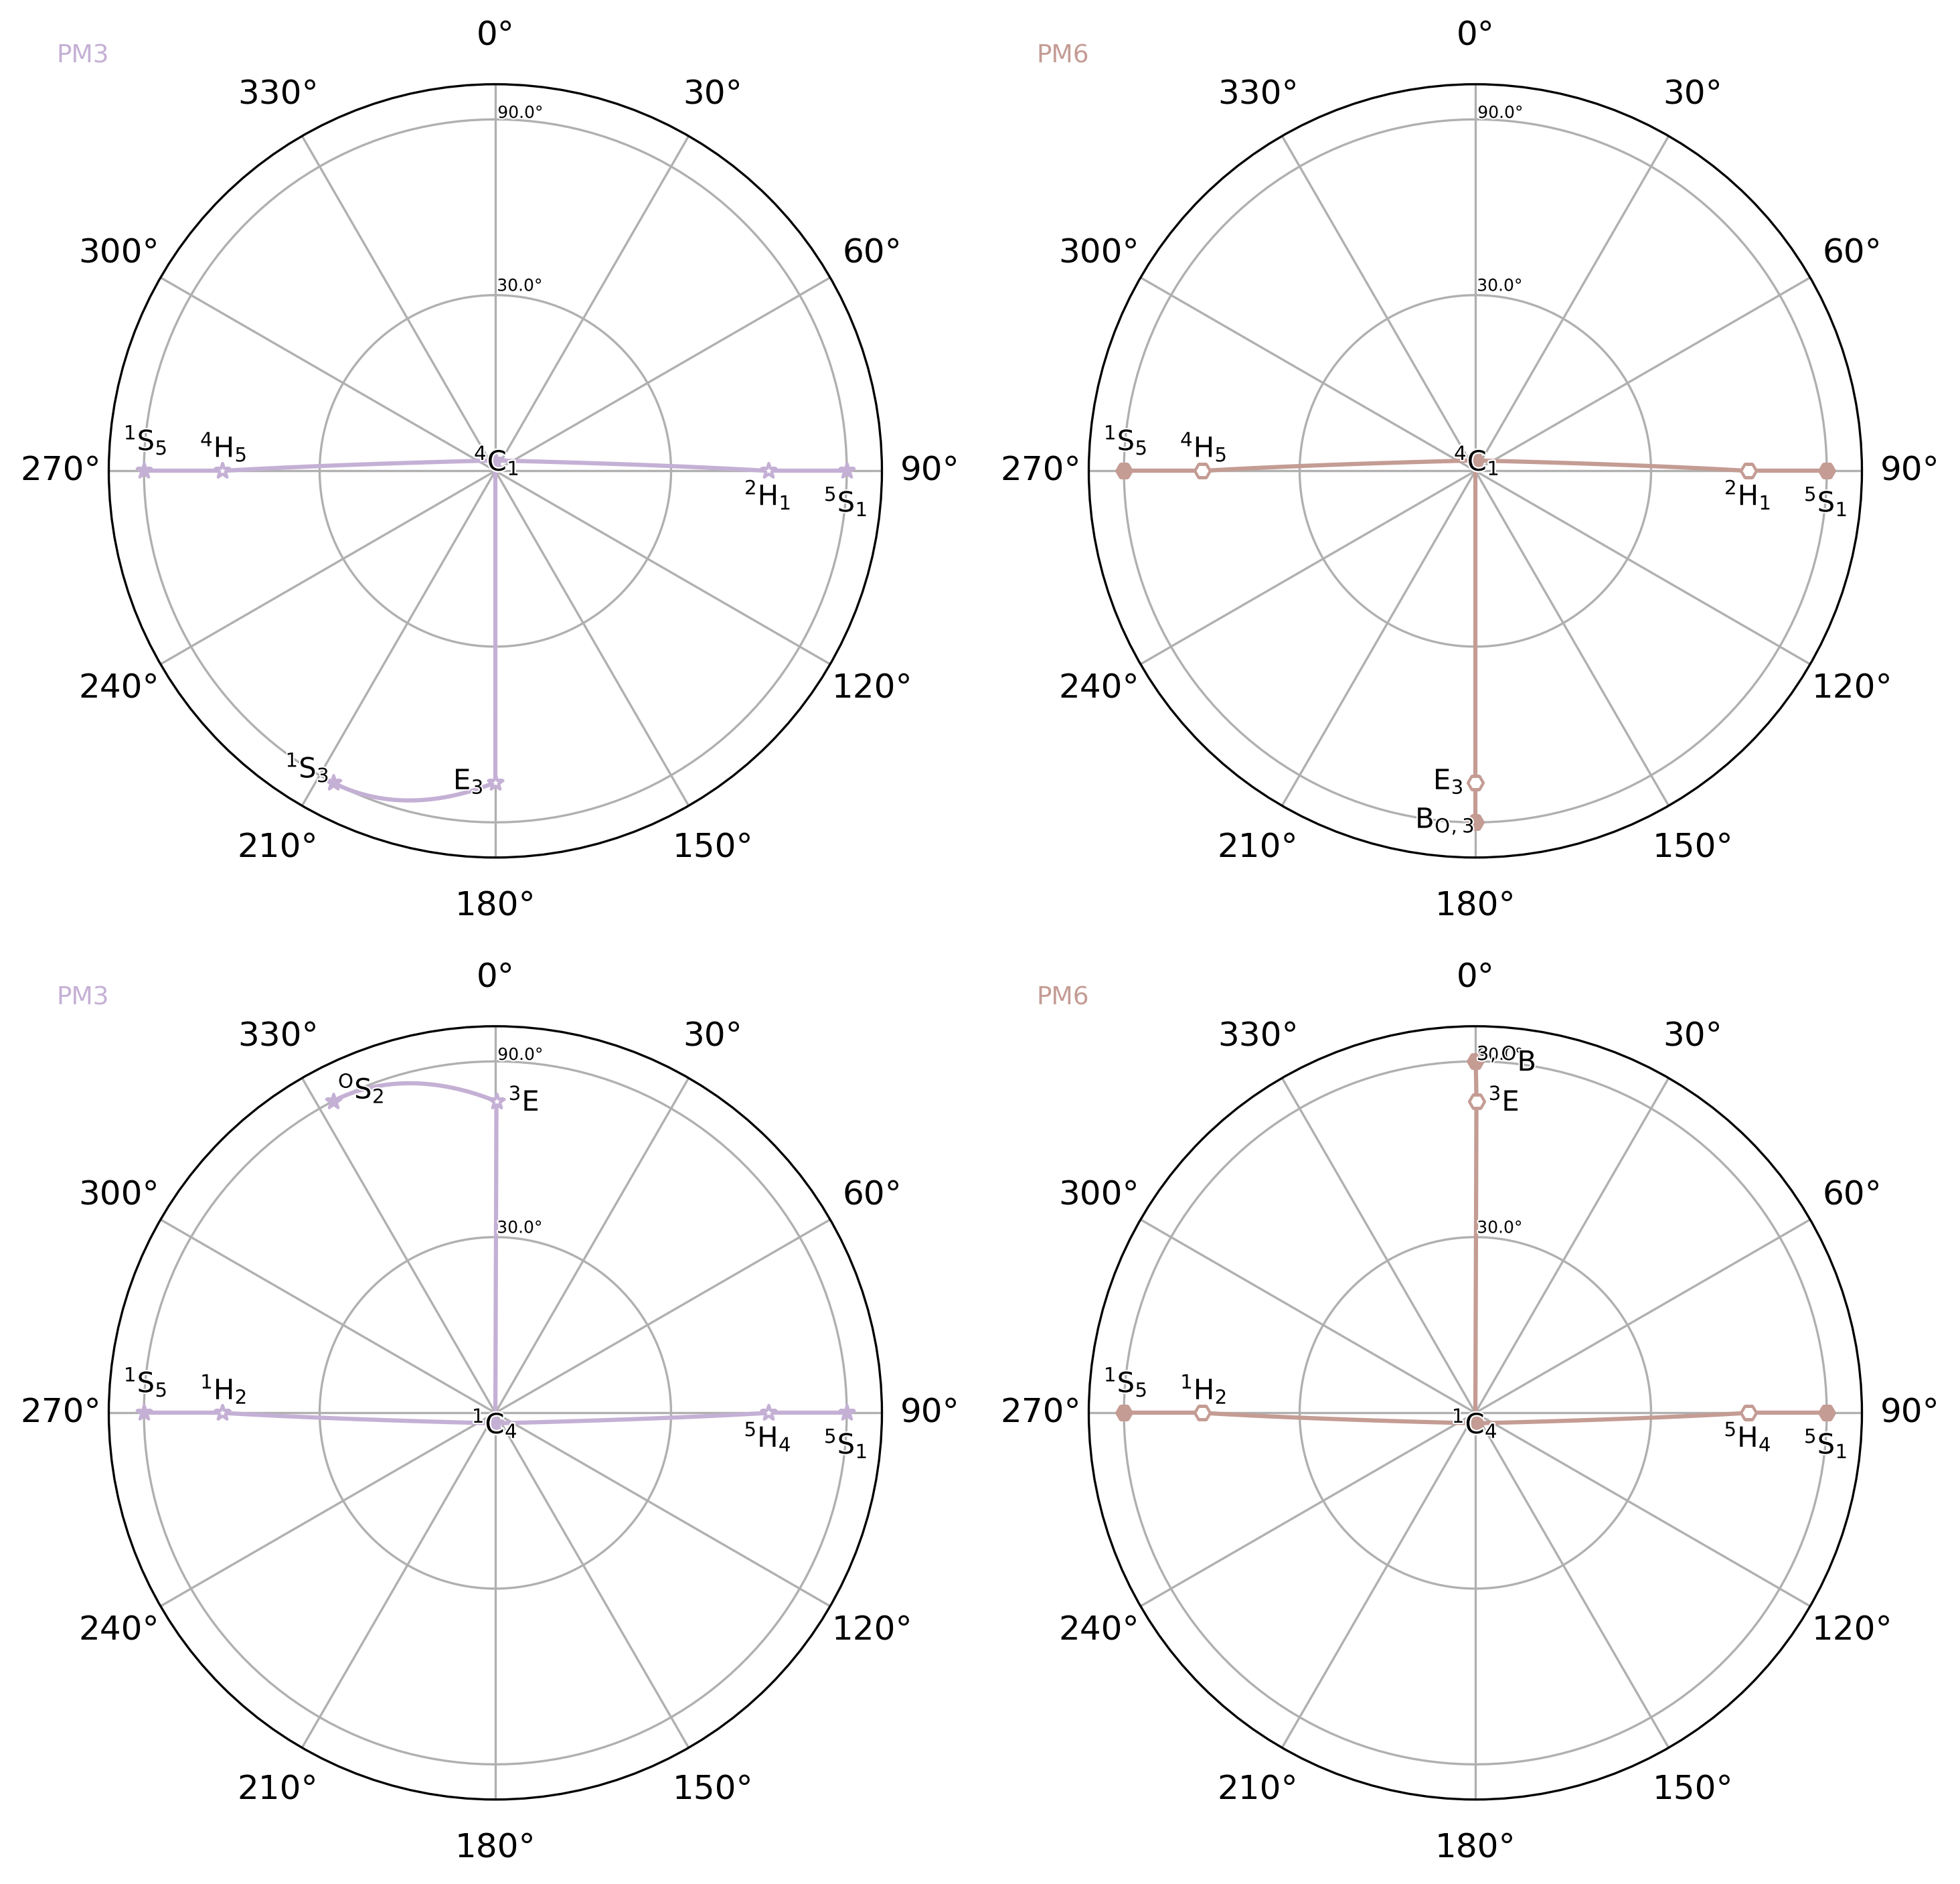 0° 0°
PM3 PM6
330° 30° 330° 30°
90.0° 90.0°
300° 60° 300° 60°
30.0° 30.0°
¹S₅ ⁴H₅ ⁴C₁ ¹S₅ ⁴H₅ ⁴C₁
270° 90° 270° 90°
²H₁ ⁵S₁ ²H₁ ⁵S₁
240° 120° 240° 120°
¹S₃ E₃ E₃
B_O,3
210° 150° 210° 150°
180° 180°
0° 0°
PM3 PM6
330° 30° 330° 30°
90.0° ³,ᴼB
ᴼS₂ ³E ³E
300° 60° 300° 60°
30.0° 30.0°
¹S₅ ¹H₂ ¹S₅ ¹H₂
270° 90° 270° 90°
¹C₄ ⁵H₄ ⁵S₁ ¹C₄ ⁵H₄ ⁵S₁
240° 120° 240° 120°
210° 150° 210° 150°
180° 180°